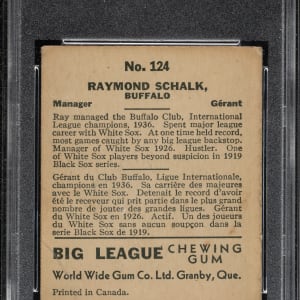 No. 124
RAYMOND SCHALK,
BUFFALO
Manager Gérant
Ray managed the Buffalo Club, International
League champions, 1936. Spent major league
career with White Sox. At one time held record,
most games caught by any big league backstop.
Manager of White Sox 1926. Hustler. One
of White Sox players beyond suspicion in 1919
Black Sox series.
Gérant du Club Buffalo, Ligue Internationale,
champions en 1936. Sa carrière des majeures
avec le White Sox. Detenait le record d'avoir
été le receveur qui prit partie dans le plus
grand nombre des grandes ligues. Gérant
du White Sox en 1926. Actif. Un des joueurs
du White Sox sans aucun soupçon dans la
série Black Sox de 1919.
BIG LEAGUE CHEWING
GUM
World Wide Gum Co. Ltd. Granby, Que.
Printed in Canada.